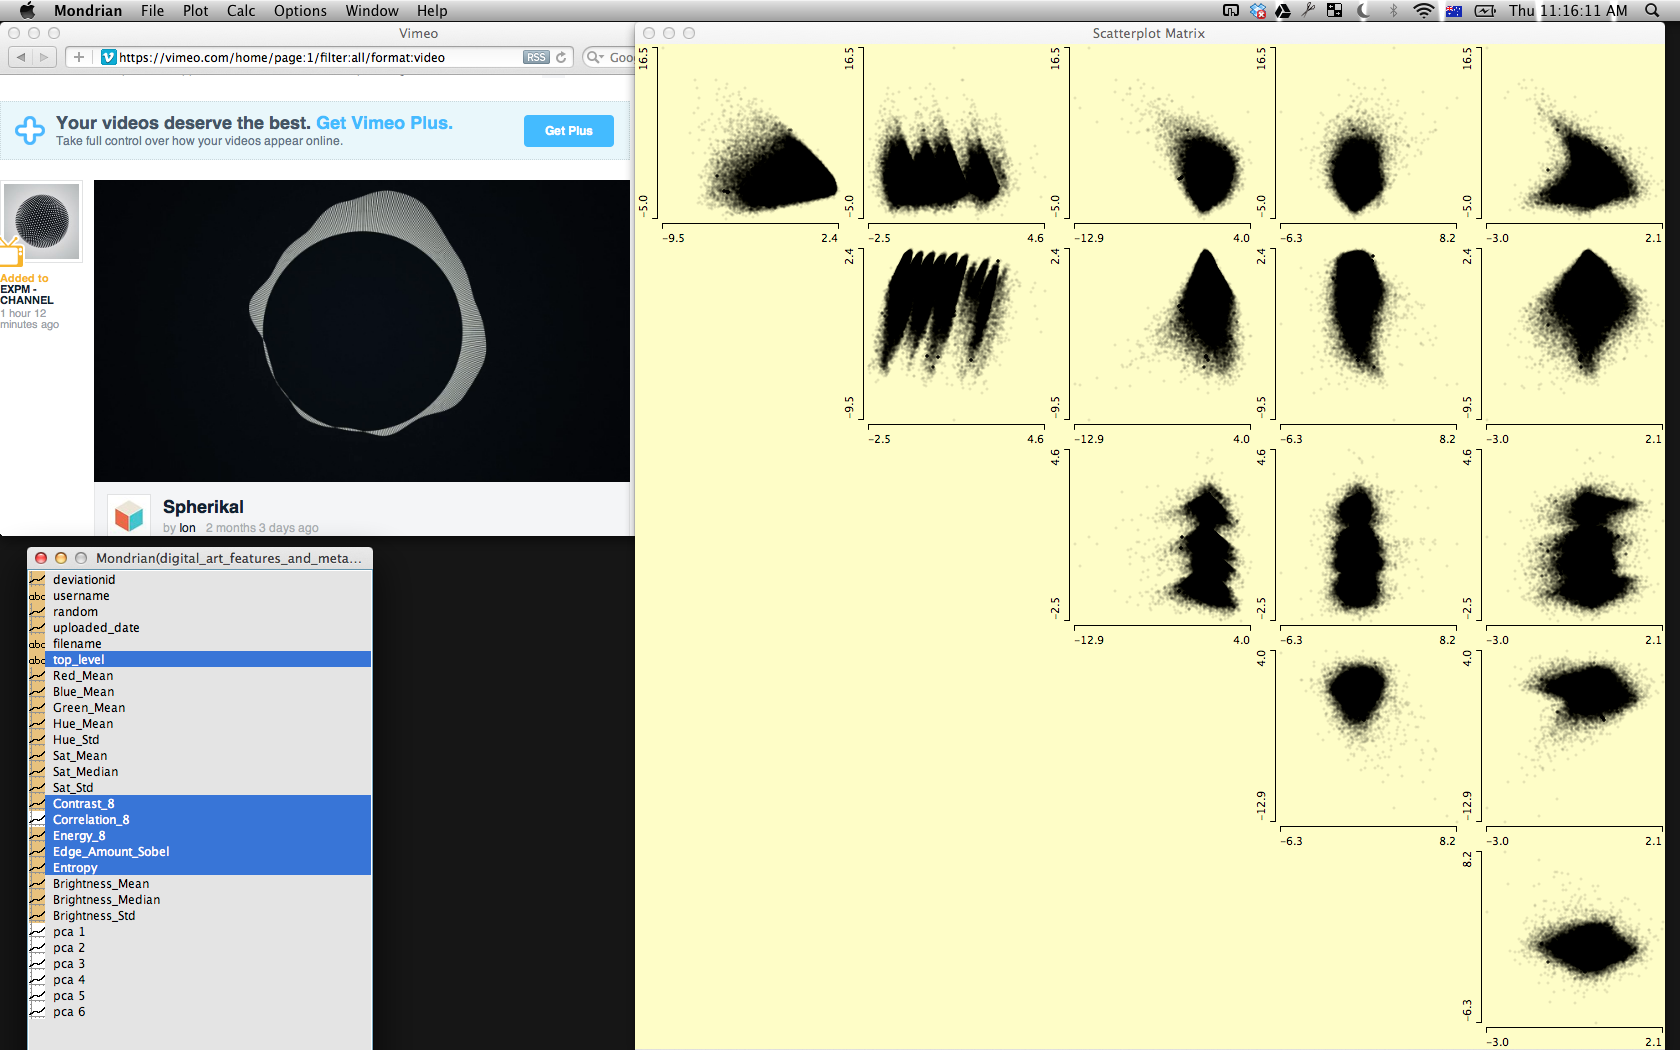 Mondrian File Plot Calc Options Window Help
Thu 11:16:11 AM
Vimeo
https://vimeo.com/home/page:1/filter:all/format:video
RSS
Goo
Your videos deserve the best. Get Vimeo Plus.
Take full control over how your videos appear online.
Get Plus
Added to
EXPM -
CHANNEL
1 hour 12
minutes ago
Spherikal
by Ion 2 months 3 days ago
Mondrian(digital_art_features_and_meta...
deviationid
abc username
random
uploaded_date
abc filename
abc top_level
Red_Mean
Blue_Mean
Green_Mean
Hue_Mean
Hue_Std
Sat_Mean
Sat_Median
Sat_Std
Contrast_8
Correlation_8
Energy_8
Edge_Amount_Sobel
Entropy
Brightness_Mean
Brightness_Median
Brightness_Std
pca 1
pca 2
pca 3
pca 4
pca 5
pca 6
Scatterplot Matrix
16.5 16.5 16.5 16.5 16.5
−5.0 −5.0 −5.0 −5.0 −5.0
−9.5 2.4 −2.5 4.6 −12.9 4.0 −6.3 8.2 −3.0 2.1
2.4 2.4 2.4 2.4
−9.5 −9.5 −9.5 −9.5
−2.5 4.6 −12.9 4.0 −6.3 8.2 −3.0 2.1
4.6 4.6 4.6
−2.5 −2.5 −2.5
−12.9 4.0 −6.3 8.2 −3.0 2.1
4.0 4.0
−12.9 −12.9
−6.3 8.2 −3.0 2.1
8.2
−6.3
−3.0 2.1